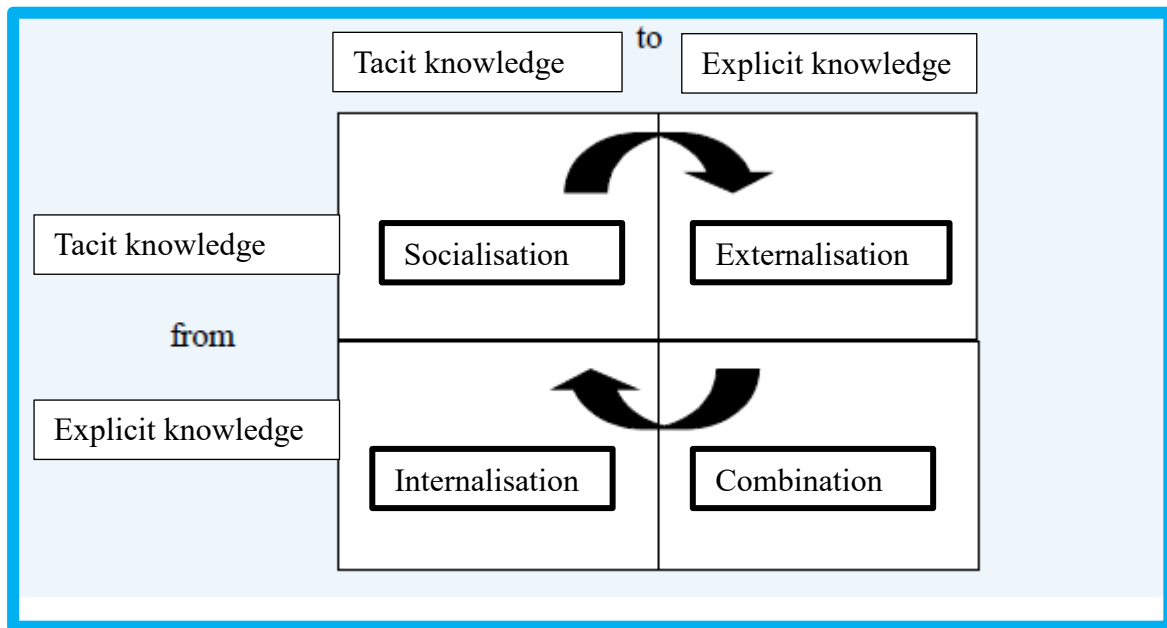 to
Tacit knowledge
Explicit knowledge
Tacit knowledge
Socialisation
Externalisation
from
Explicit knowledge
Internalisation
Combination